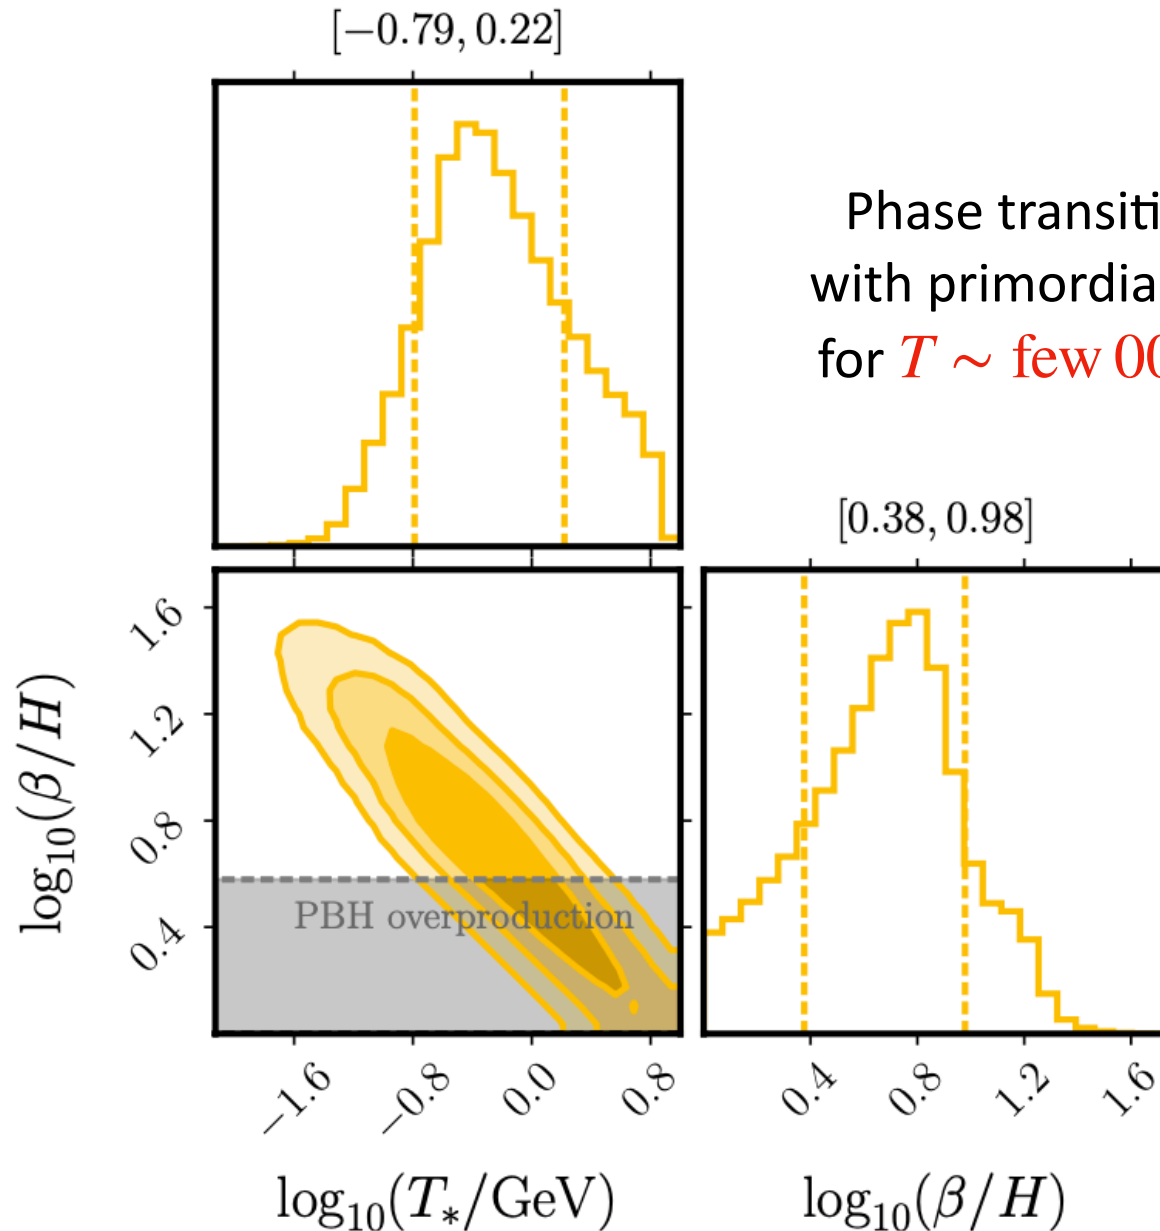 [−0.79, 0.22]
Phase transiti
with primordia
for T ∼ few 00
[0.38, 0.98]
log₁₀(β/H)
1.6
1.2
0.8
0.4
PBH overproduction
−1.6 −0.8 0.0 0.8
0.4 0.8 1.2 1.6
log₁₀(T∗/GeV)
log₁₀(β/H)